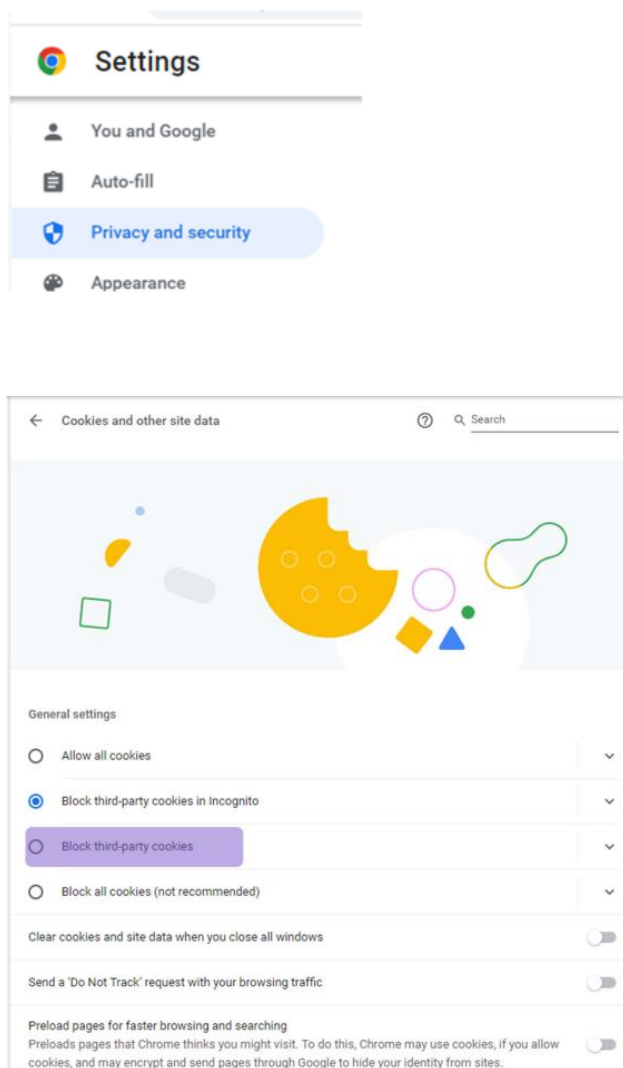 Settings
You and Google
Auto-fill
Privacy and security
Appearance
Cookies and other site data
Search
General settings
Allow all cookies
Block third-party cookies in Incognito
Block third-party cookies
Block all cookies (not recommended)
Clear cookies and site data when you close all windows
Send a 'Do Not Track' request with your browsing traffic
Preload pages for faster browsing and searching
Preloads pages that Chrome thinks you might visit. To do this, Chrome may use cookies, if you allow
cookies, and may encrypt and send pages through Google to hide your identity from sites.